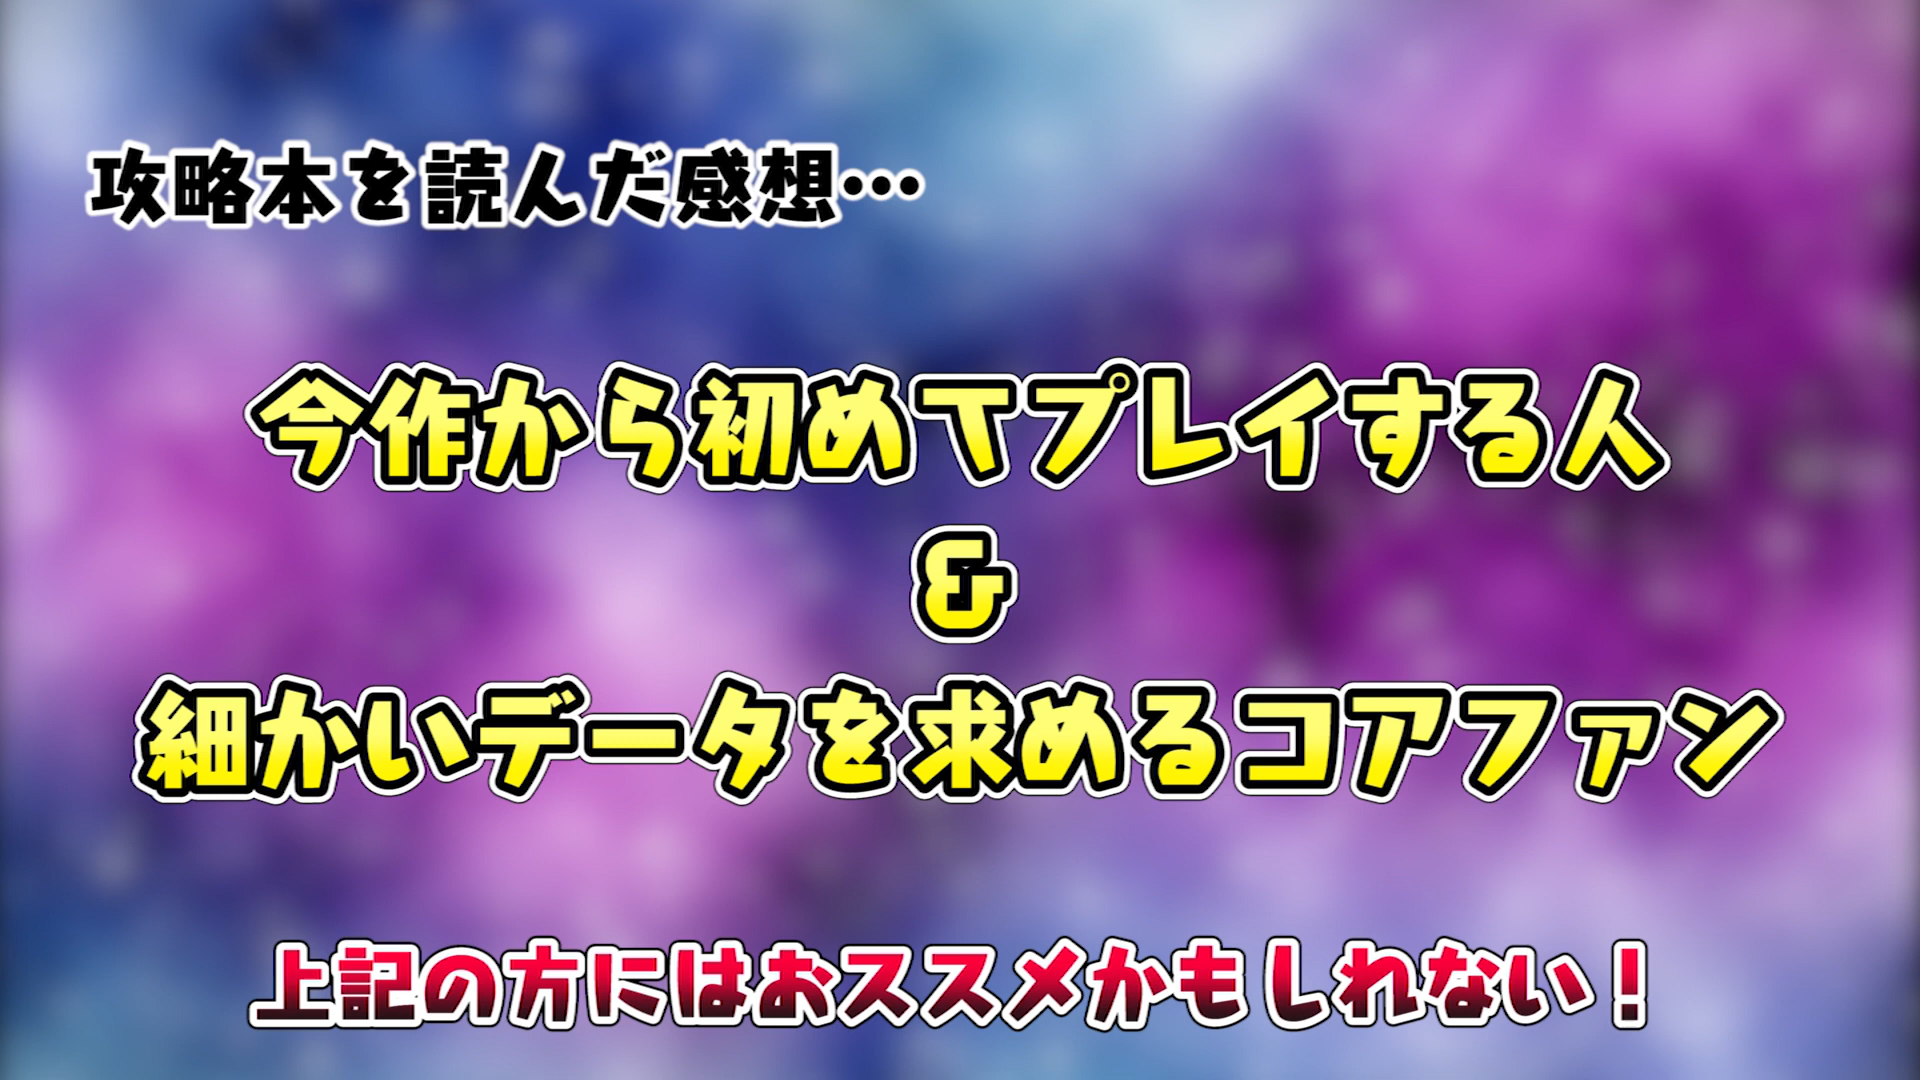 攻略本を読んだ感想…
今作から初めてプレイする人
&
細かいデータを求めるコアファン
上記の方にはおススメかもしれない！